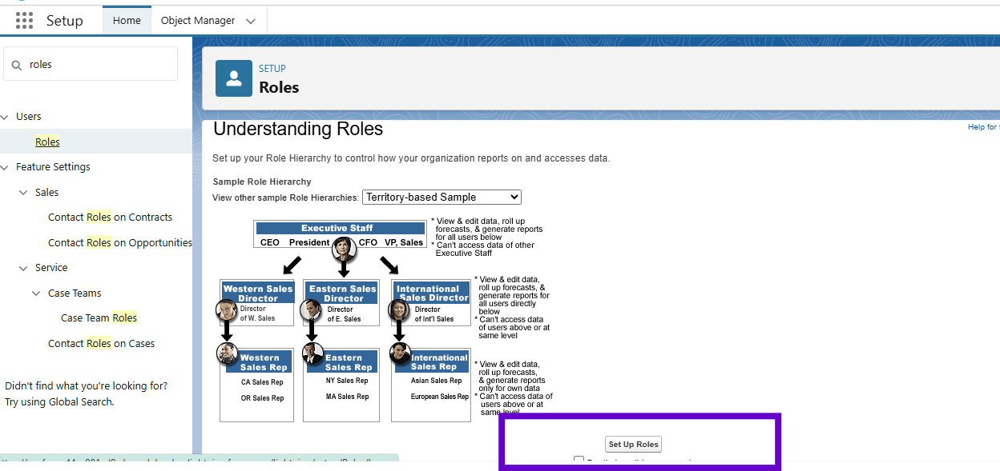 Setup
Home
Object Manager
roles
Users
Roles
Feature Settings
Sales
Contact Roles on Contracts
Contact Roles on Opportunities
Service
Case Teams
Case Team Roles
Contact Roles on Cases
Didn't find what you're looking for?
Try using Global Search.
SETUP
Roles
Understanding Roles
Help for
Set up your Role Hierarchy to control how your organization reports on and accesses data.
Sample Role Hierarchy
View other sample Role Hierarchies: Territory-based Sample
Executive Staff
CEO President CFO VP, Sales
* View & edit data, roll up
forecasts, & generate reports
for all users below
* Can't access data of other
Executive Staff
Western Sales
Director
Director
of W. Sales
Eastern Sales
Director
Director
of E. Sales
International
Sales Director
Director
of Int'l Sales
* View & edit data,
roll up forecasts, &
generate reports for
all users directly
below
* Can't access data
of users above or at
same level
Western
Sales Rep
CA Sales Rep
OR Sales Rep
Eastern
Sales Rep
NY Sales Rep
MA Sales Rep
International
Sales Rep
Asian Sales Rep
European Sales Rep
* View & edit data,
roll up forecasts,
& generate reports
only for own data
* Can't access data of
users above or at
same level
Set Up Roles